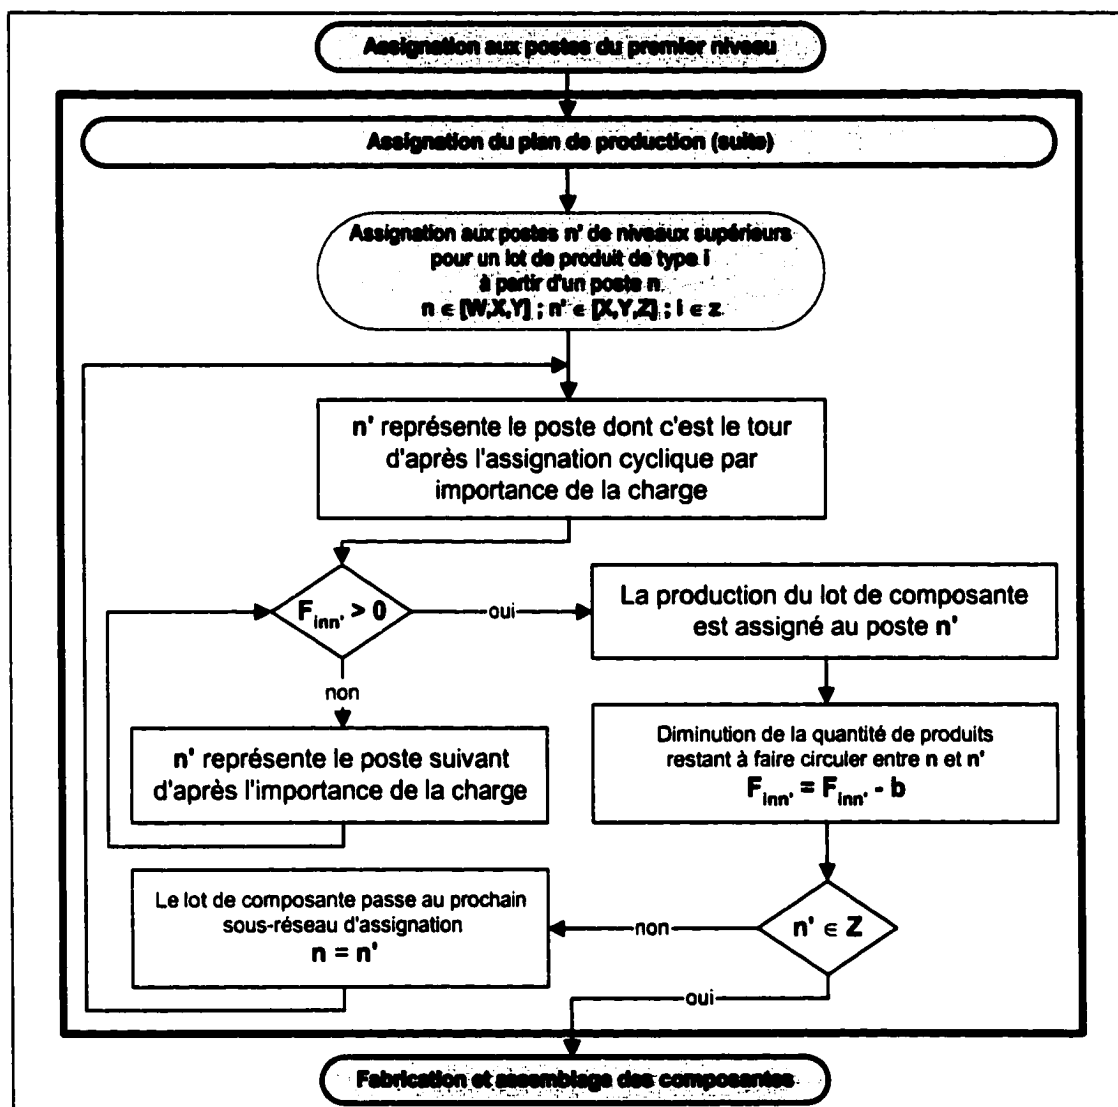 Assignation aux postes du premier niveau
Assignation du plan de production (suite)
Assignation aux postes n' de niveaux supérieurs
pour un lot de produit de type i
à partir d'un poste n
n ∈ [W,X,Y] ; n' ∈ [X,Y,Z] ; i ∈ z
n' représente le poste dont c'est le tour
d'après l'assignation cyclique par
importance de la charge
F inn' > 0
oui
La production du lot de composante
est assigné au poste n'
non
n' représente le poste suivant
d'après l'importance de la charge
Diminution de la quantité de produits
restant à faire circuler entre n et n'
F inn' = F inn' - b
n' ∈ Z
non
Le lot de composante passe au prochain
sous-réseau d'assignation
n = n'
oui
Fabrication et assemblage des composantes